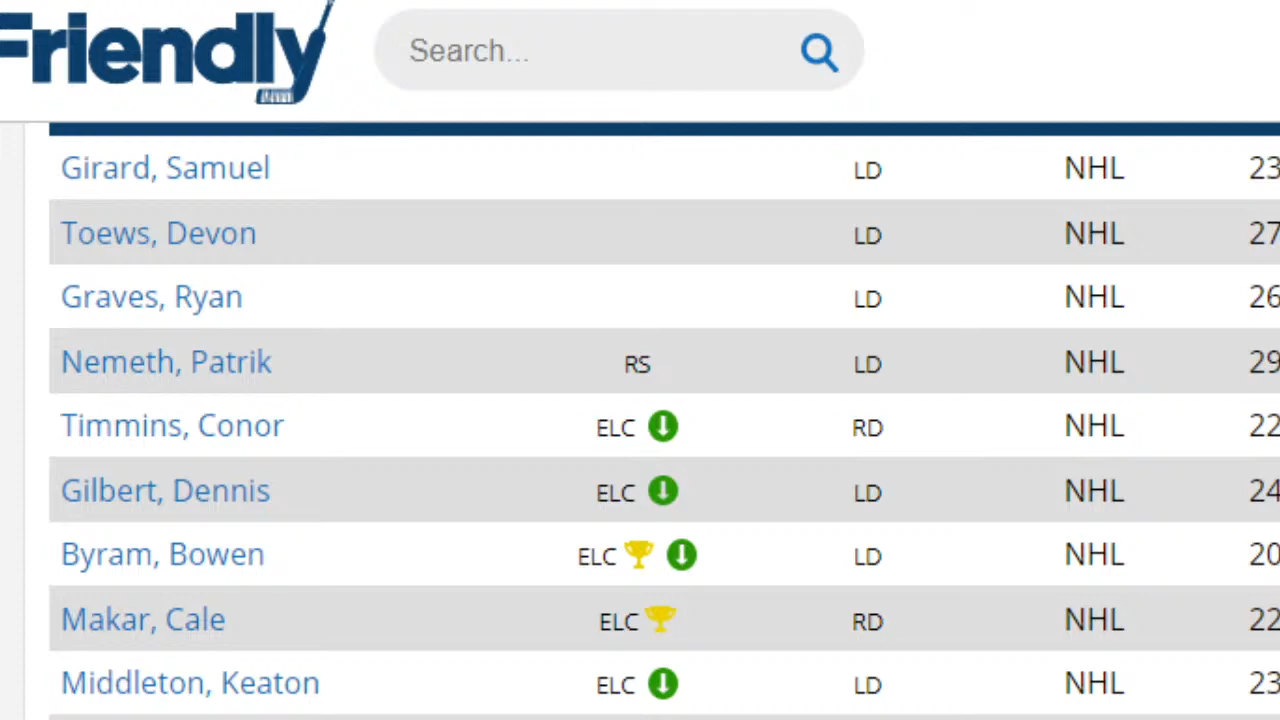 Friendly
Search...
Girard, Samuel LD NHL 23
Toews, Devon LD NHL 27
Graves, Ryan LD NHL 26
Nemeth, Patrik RS LD NHL 29
Timmins, Conor ELC RD NHL 22
Gilbert, Dennis ELC LD NHL 24
Byram, Bowen ELC LD NHL 20
Makar, Cale ELC RD NHL 22
Middleton, Keaton ELC LD NHL 23